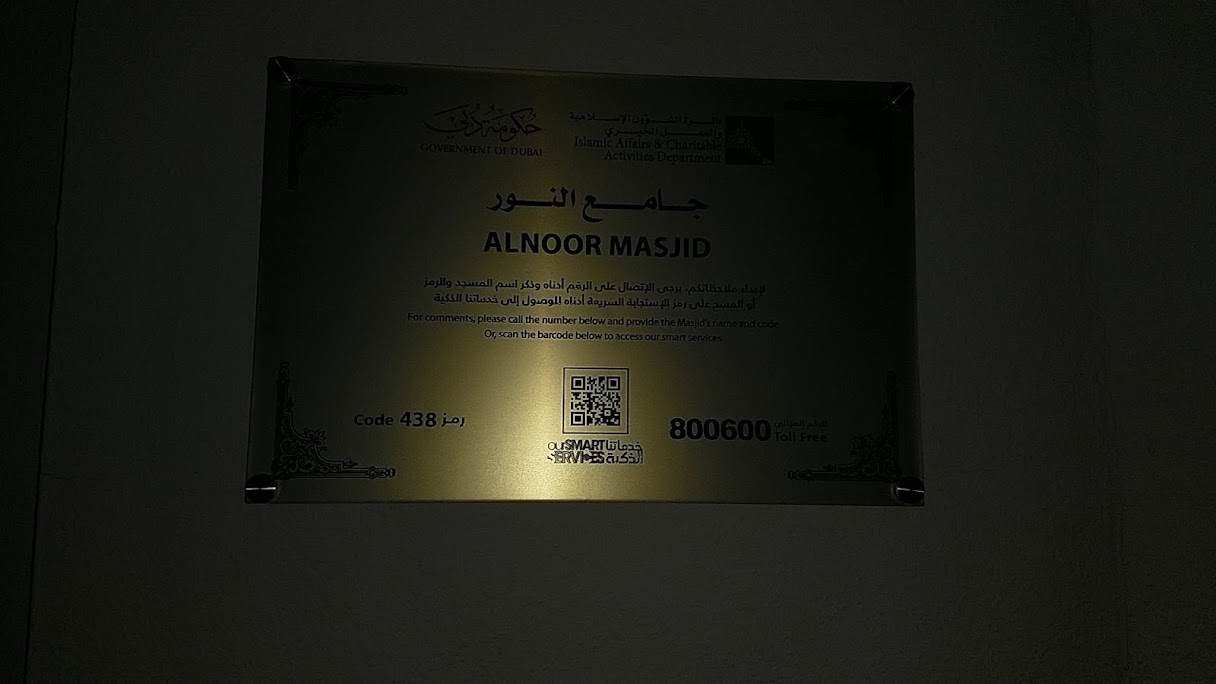 حكومة دبي
GOVERNMENT OF DUBAI
دائرة الشؤون الإسلامية
والعمل الخيري
Islamic Affairs & Charitable
Activities Department
جامع النور
ALNOOR MASJID
لإبداء ملاحظاتكم، يرجى الإتصال على الرقم أدناه وذكر اسم المسجد والرمز
أو المسح على رمز الإستجابة السريعة أدناه للوصول إلى خدماتنا الذكية
For comments, please call the number below and provide the Masjid's name and code
Or, scan the barcode below to access our smart services
Code 438 رمز
our SMART خدماتنا
SERVICES الذكية
800600 الرقم المجاني
Toll Free